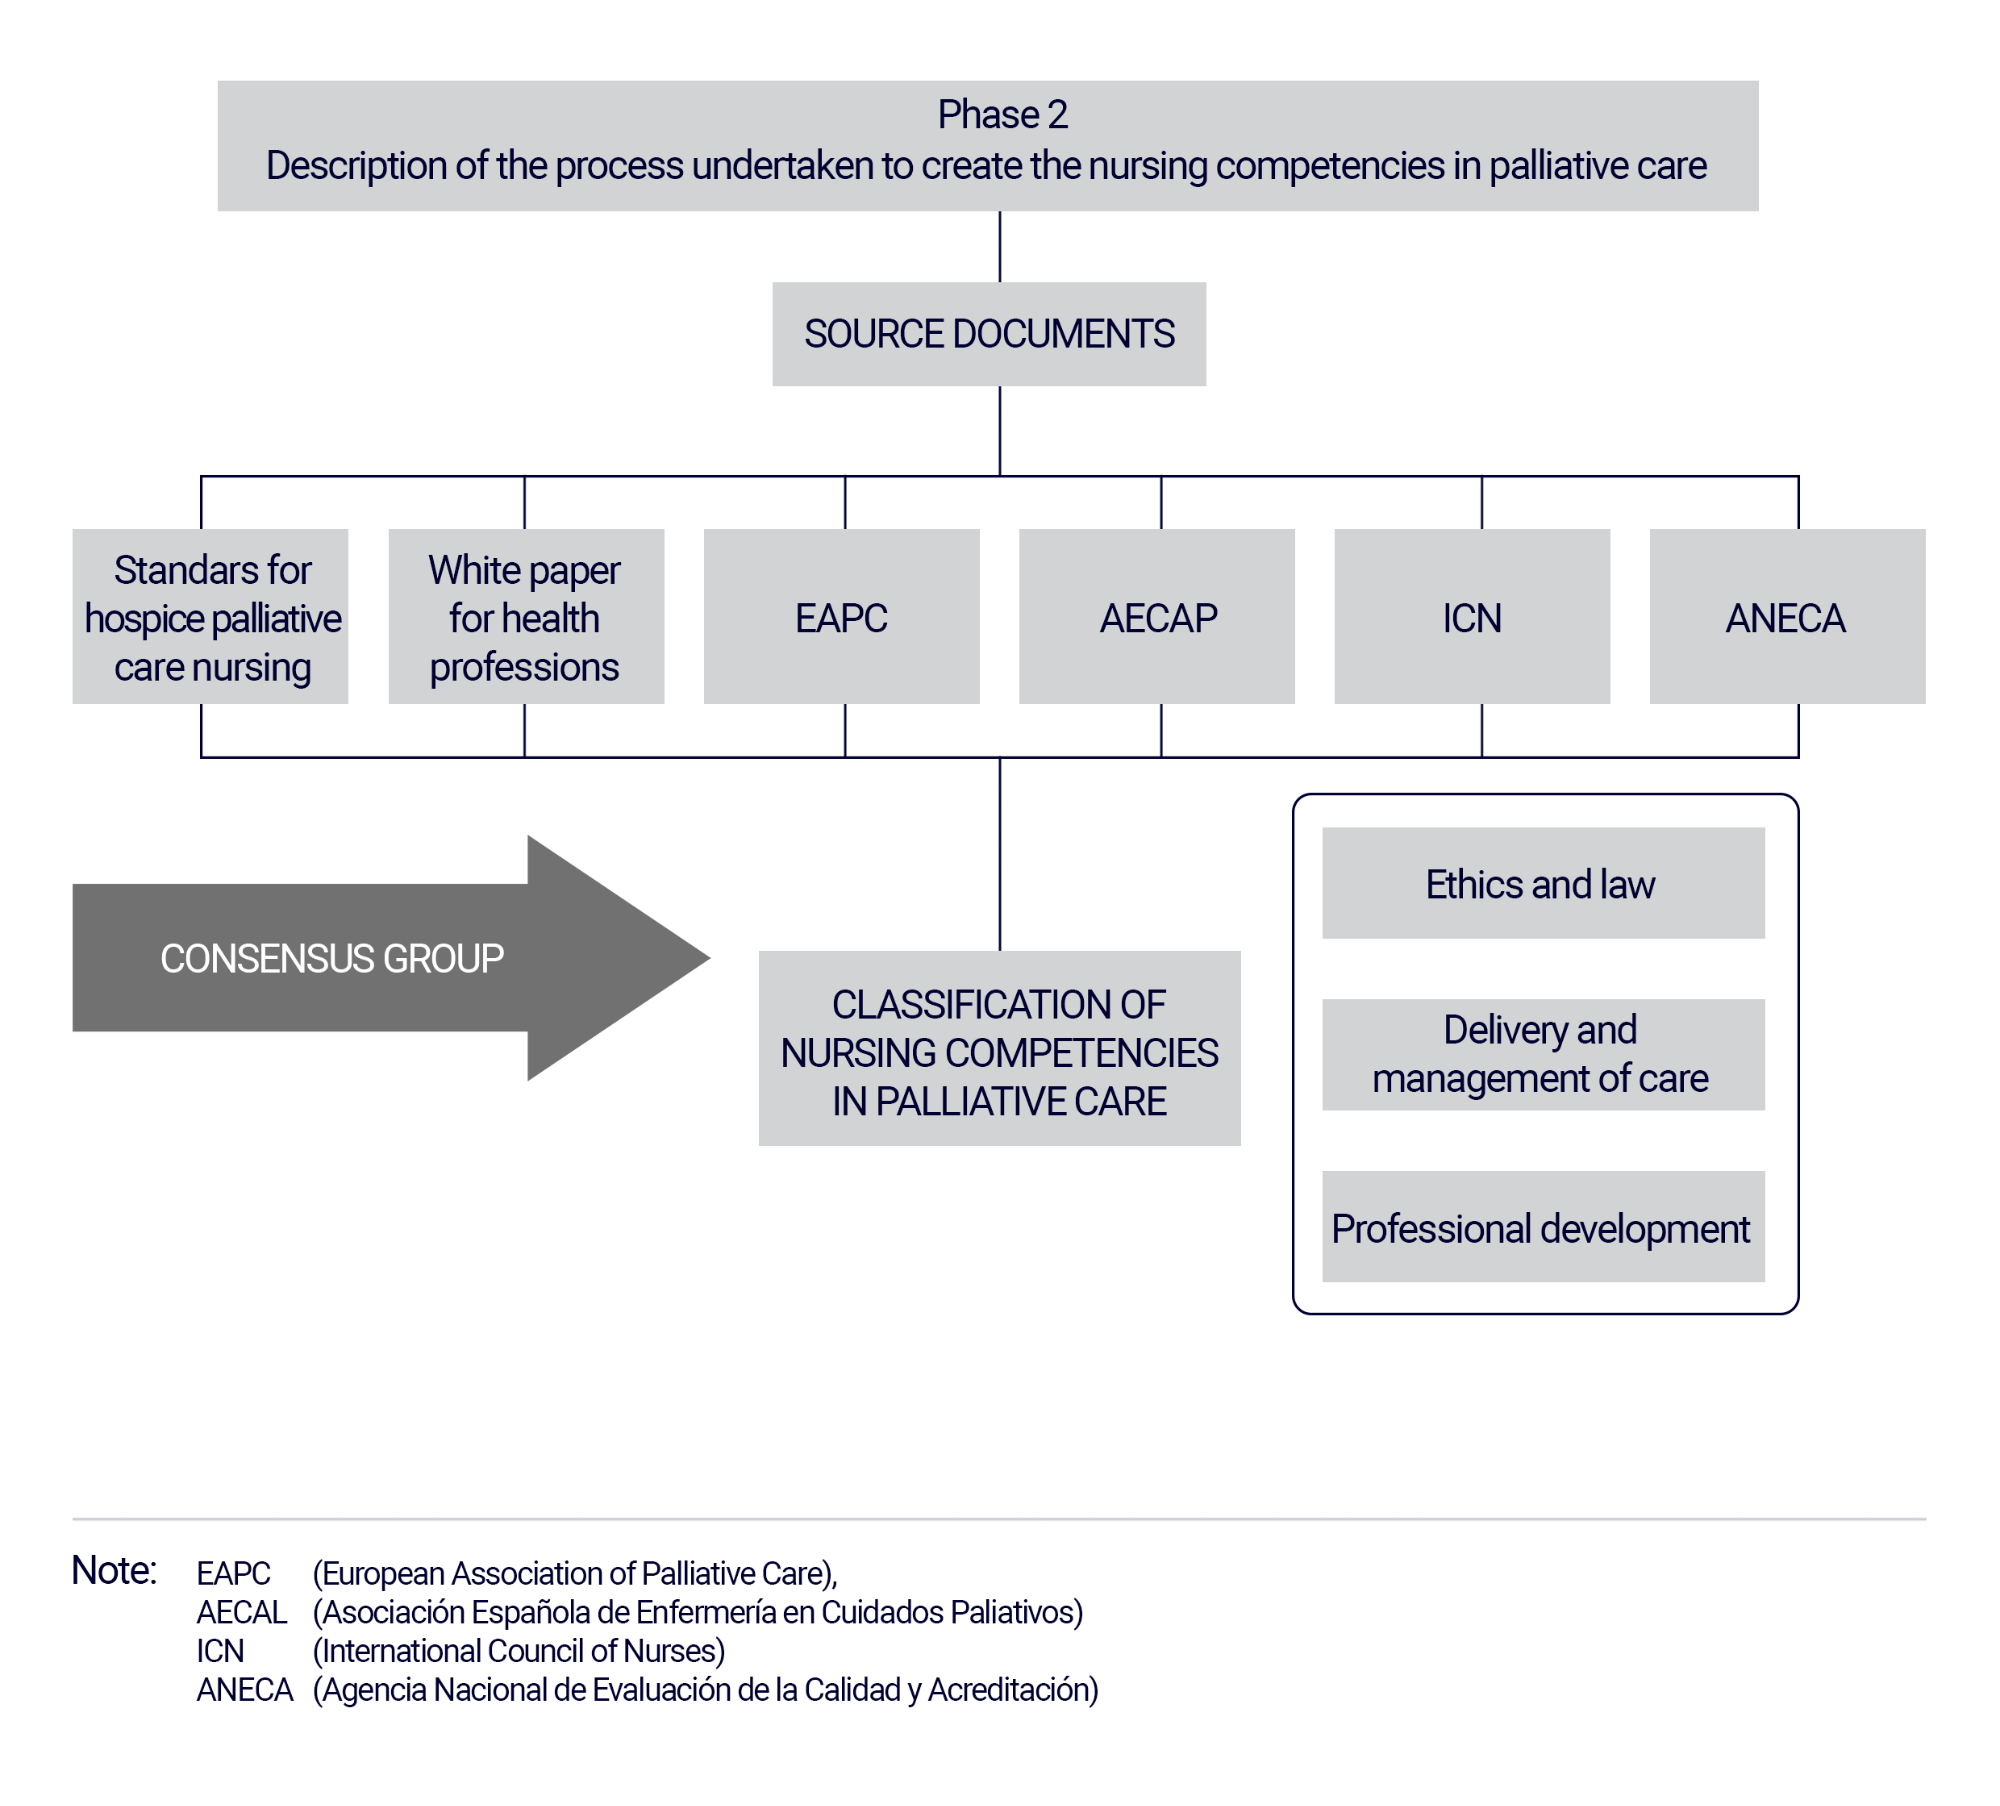 Phase 2
Description of the process undertaken to create the nursing competencies in palliative care
SOURCE DOCUMENTS
Standars for
hospice palliative
care nursing
White paper
for health
professions
EAPC
AECAP
ICN
ANECA
CONSENSUS GROUP
CLASSIFICATION OF
NURSING COMPETENCIES
IN PALLIATIVE CARE
Ethics and law
Delivery and
management of care
Professional development
Note:
EAPC (European Association of Palliative Care),
AECAL (Asociación Española de Enfermería en Cuidados Paliativos)
ICN (International Council of Nurses)
ANECA (Agencia Nacional de Evaluación de la Calidad y Acreditación)